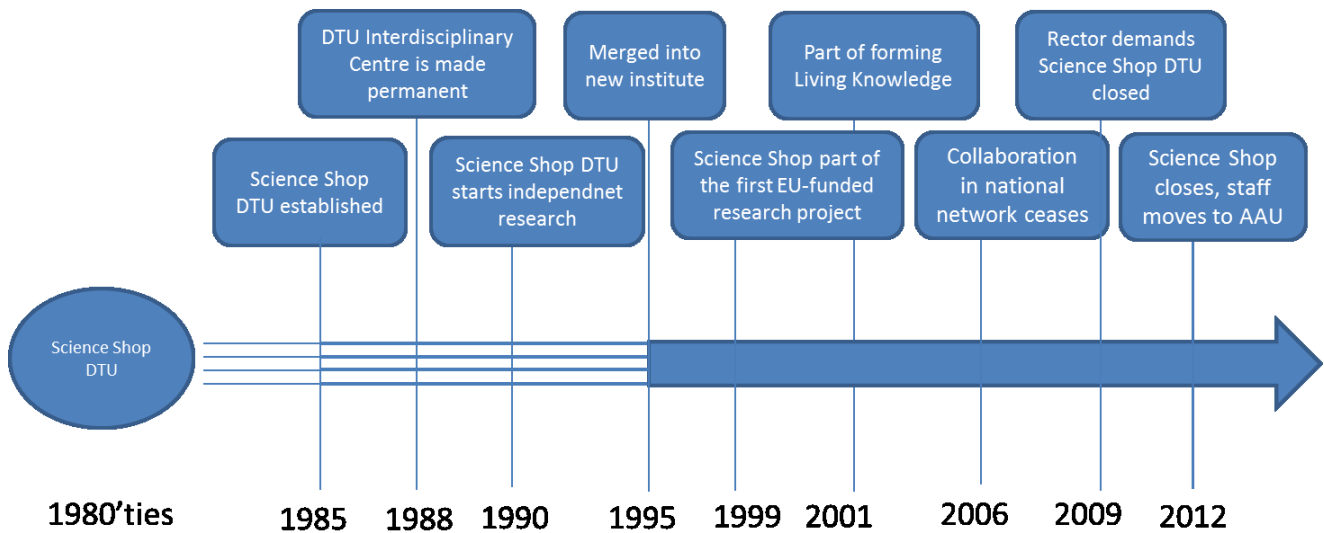 DTU Interdisciplinary
Centre is made
permanent
Merged into
new institute
Part of forming
Living Knowledge
Rector demands
Science Shop DTU
closed
Science Shop
DTU established
Science Shop DTU
starts independnet
research
Science Shop part of
the first EU-funded
research project
Collaboration
in national
network ceases
Science Shop
closes, staff
moves to AAU
Science Shop
DTU
1980'ties
1985
1988
1990
1995
1999
2001
2006
2009
2012